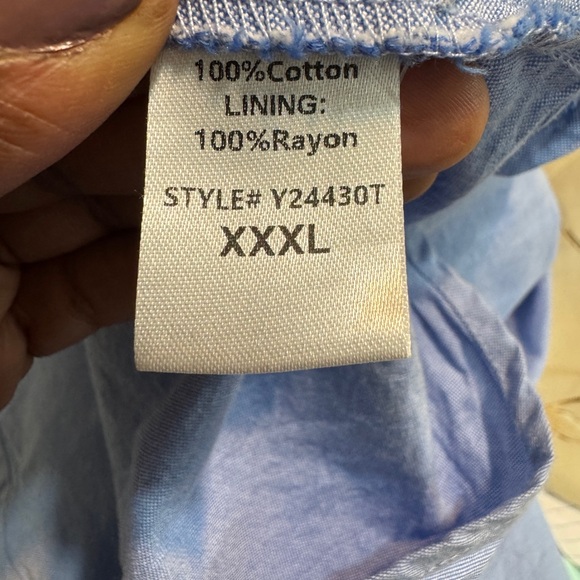 100%Cotton
LINING:
100%Rayon
STYLE# Y24430T
XXXL